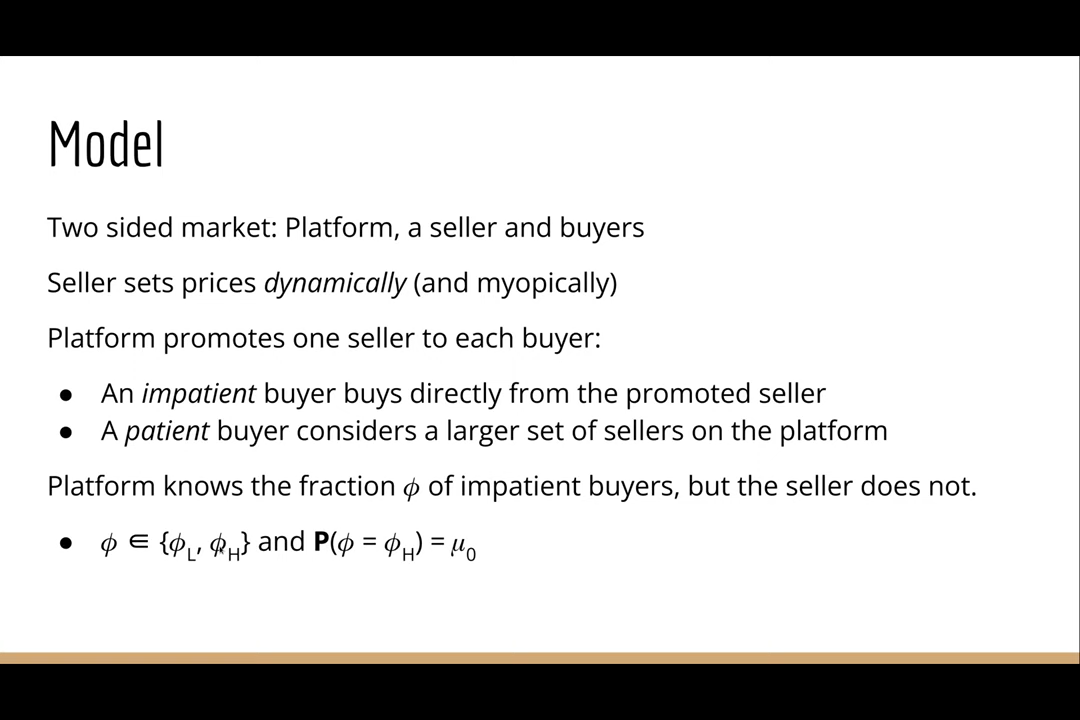 Model
Two sided market: Platform, a seller and buyers
Seller sets prices dynamically (and myopically)
Platform promotes one seller to each buyer:
● An impatient buyer buys directly from the promoted seller
● A patient buyer considers a larger set of sellers on the platform
Platform knows the fraction 𝜙 of impatient buyers, but the seller does not.
● 𝜙 ∈ {𝜙L, 𝜙H} and P(𝜙 = 𝜙H) = 𝜇0